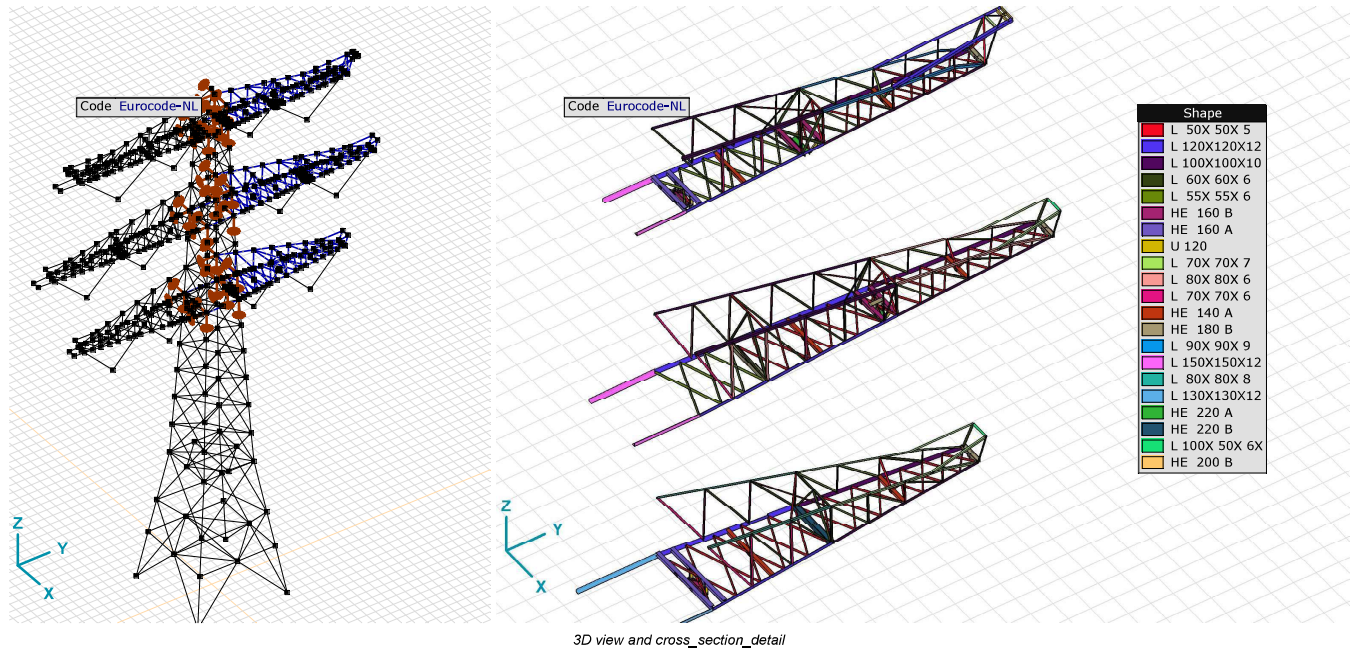 Code Eurocode-NL
Z
Y
X
Code Eurocode-NL
Z
Y
X
Shape
L 50X 50X 5
L 120X120X12
L 100X100X10
L 60X 60X 6
L 55X 55X 6
HE 160 B
HE 160 A
U 120
L 70X 70X 7
L 80X 80X 6
L 70X 70X 6
HE 140 A
HE 180 B
L 90X 90X 9
L 150X150X12
L 80X 80X 8
L 130X130X12
HE 220 A
HE 220 B
L 100X 50X 6X
HE 200 B
3D view and cross_section_detail